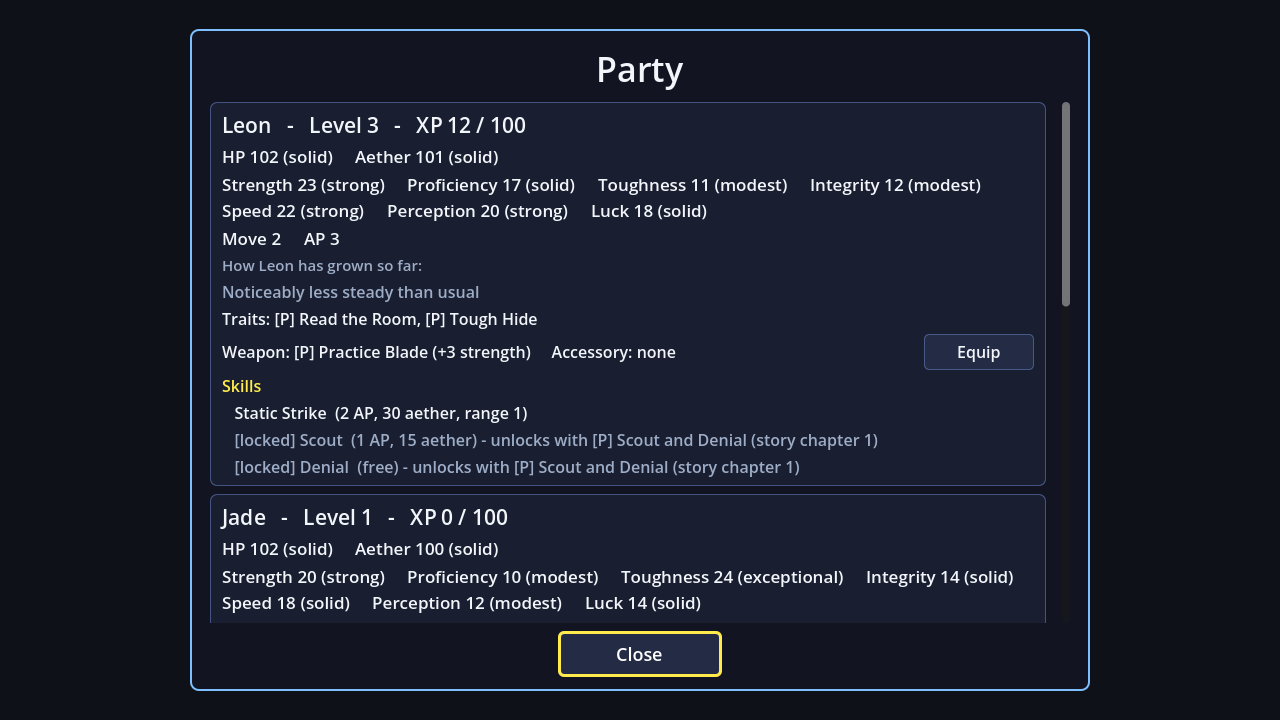 Party
Leon - Level 3 - XP 12 / 100
HP 102 (solid) Aether 101 (solid)
Strength 23 (strong) Proficiency 17 (solid) Toughness 11 (modest) Integrity 12 (modest)
Speed 22 (strong) Perception 20 (strong) Luck 18 (solid)
Move 2 AP 3
How Leon has grown so far:
Noticeably less steady than usual
Traits: [P] Read the Room, [P] Tough Hide
Weapon: [P] Practice Blade (+3 strength) Accessory: none Equip
Skills
Static Strike (2 AP, 30 aether, range 1)
[locked] Scout (1 AP, 15 aether) - unlocks with [P] Scout and Denial (story chapter 1)
[locked] Denial (free) - unlocks with [P] Scout and Denial (story chapter 1)
Jade - Level 1 - XP 0 / 100
HP 102 (solid) Aether 100 (solid)
Strength 20 (strong) Proficiency 10 (modest) Toughness 24 (exceptional) Integrity 14 (solid)
Speed 18 (solid) Perception 12 (modest) Luck 14 (solid)
Close